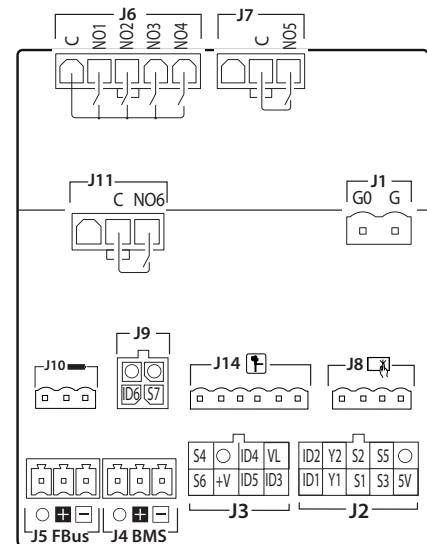 J6
J7
C NO1 NO2 NO3 NO4
C NO5
J11
J1
C NO6
G0 G
J9
J10
J14
J8
ID6 S7
S4 ID4 VL
ID2 Y2 S2 S5
S6 +V ID5 ID3
ID1 Y1 S1 S3 5V
J3
J2
J5 FBus
J4 BMS